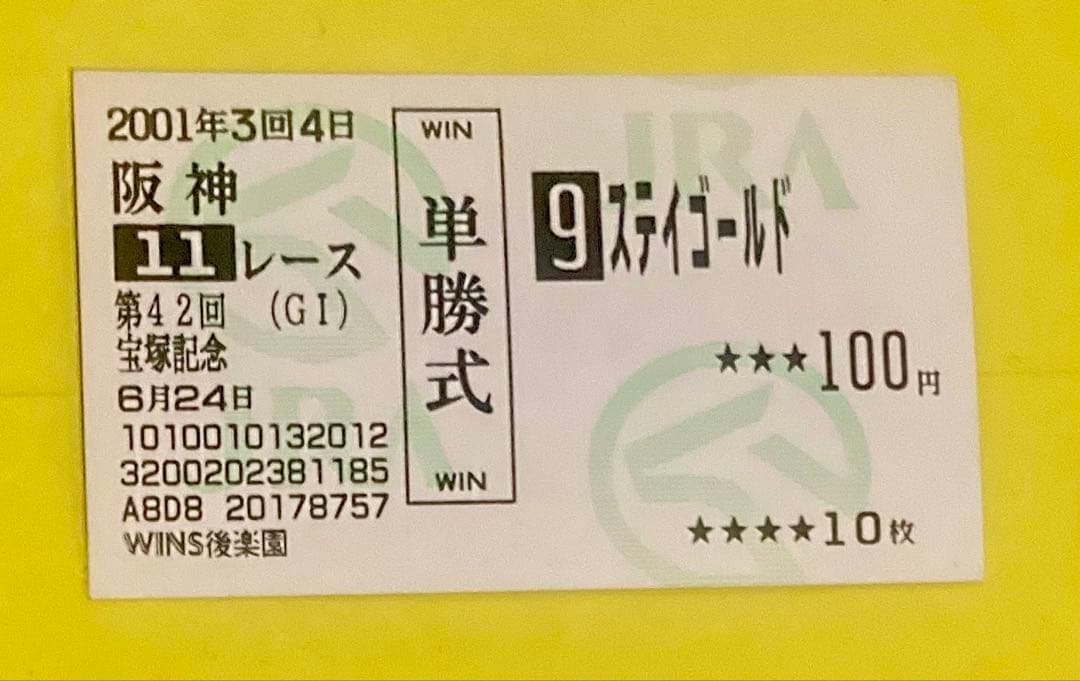 2001年3回4日
阪神
11レース
第42回 (GI)
宝塚記念
6月24日
1010010132012
3200202381185
A8D8 20178757
WINS後楽園
WIN
単勝式
WIN
JRA
9ステイゴールド
★★★100円
★★★★10枚